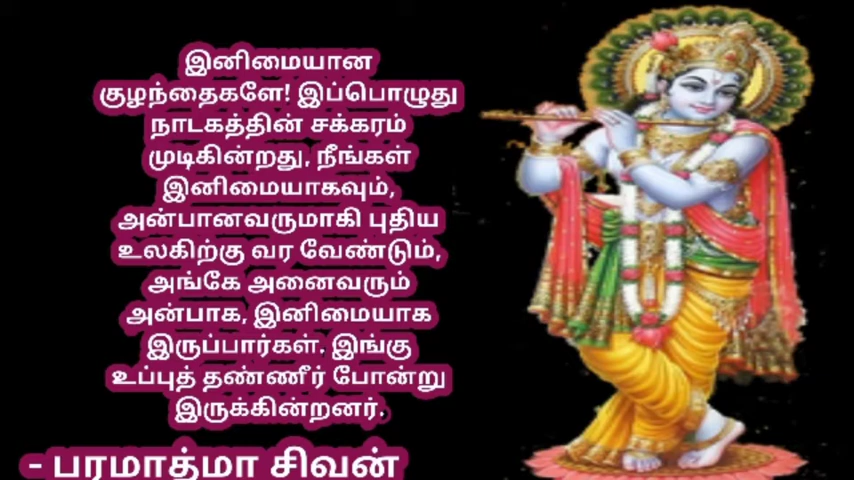 இனிமையான
குழந்தைகளே! இப்பொழுது
நாடகத்தின் சக்கரம்
முடிகின்றது, நீங்கள்
இனிமையாகவும்,
அன்பானவருமாகி புதிய
உலகிற்கு வர வேண்டும்,
அங்கே அனைவரும்
அன்பாக, இனிமையாக
இருப்பார்கள். இங்கு
உப்புத் தண்ணீர் போன்று
இருக்கின்றனர்.
- பரமாத்மா சிவன்